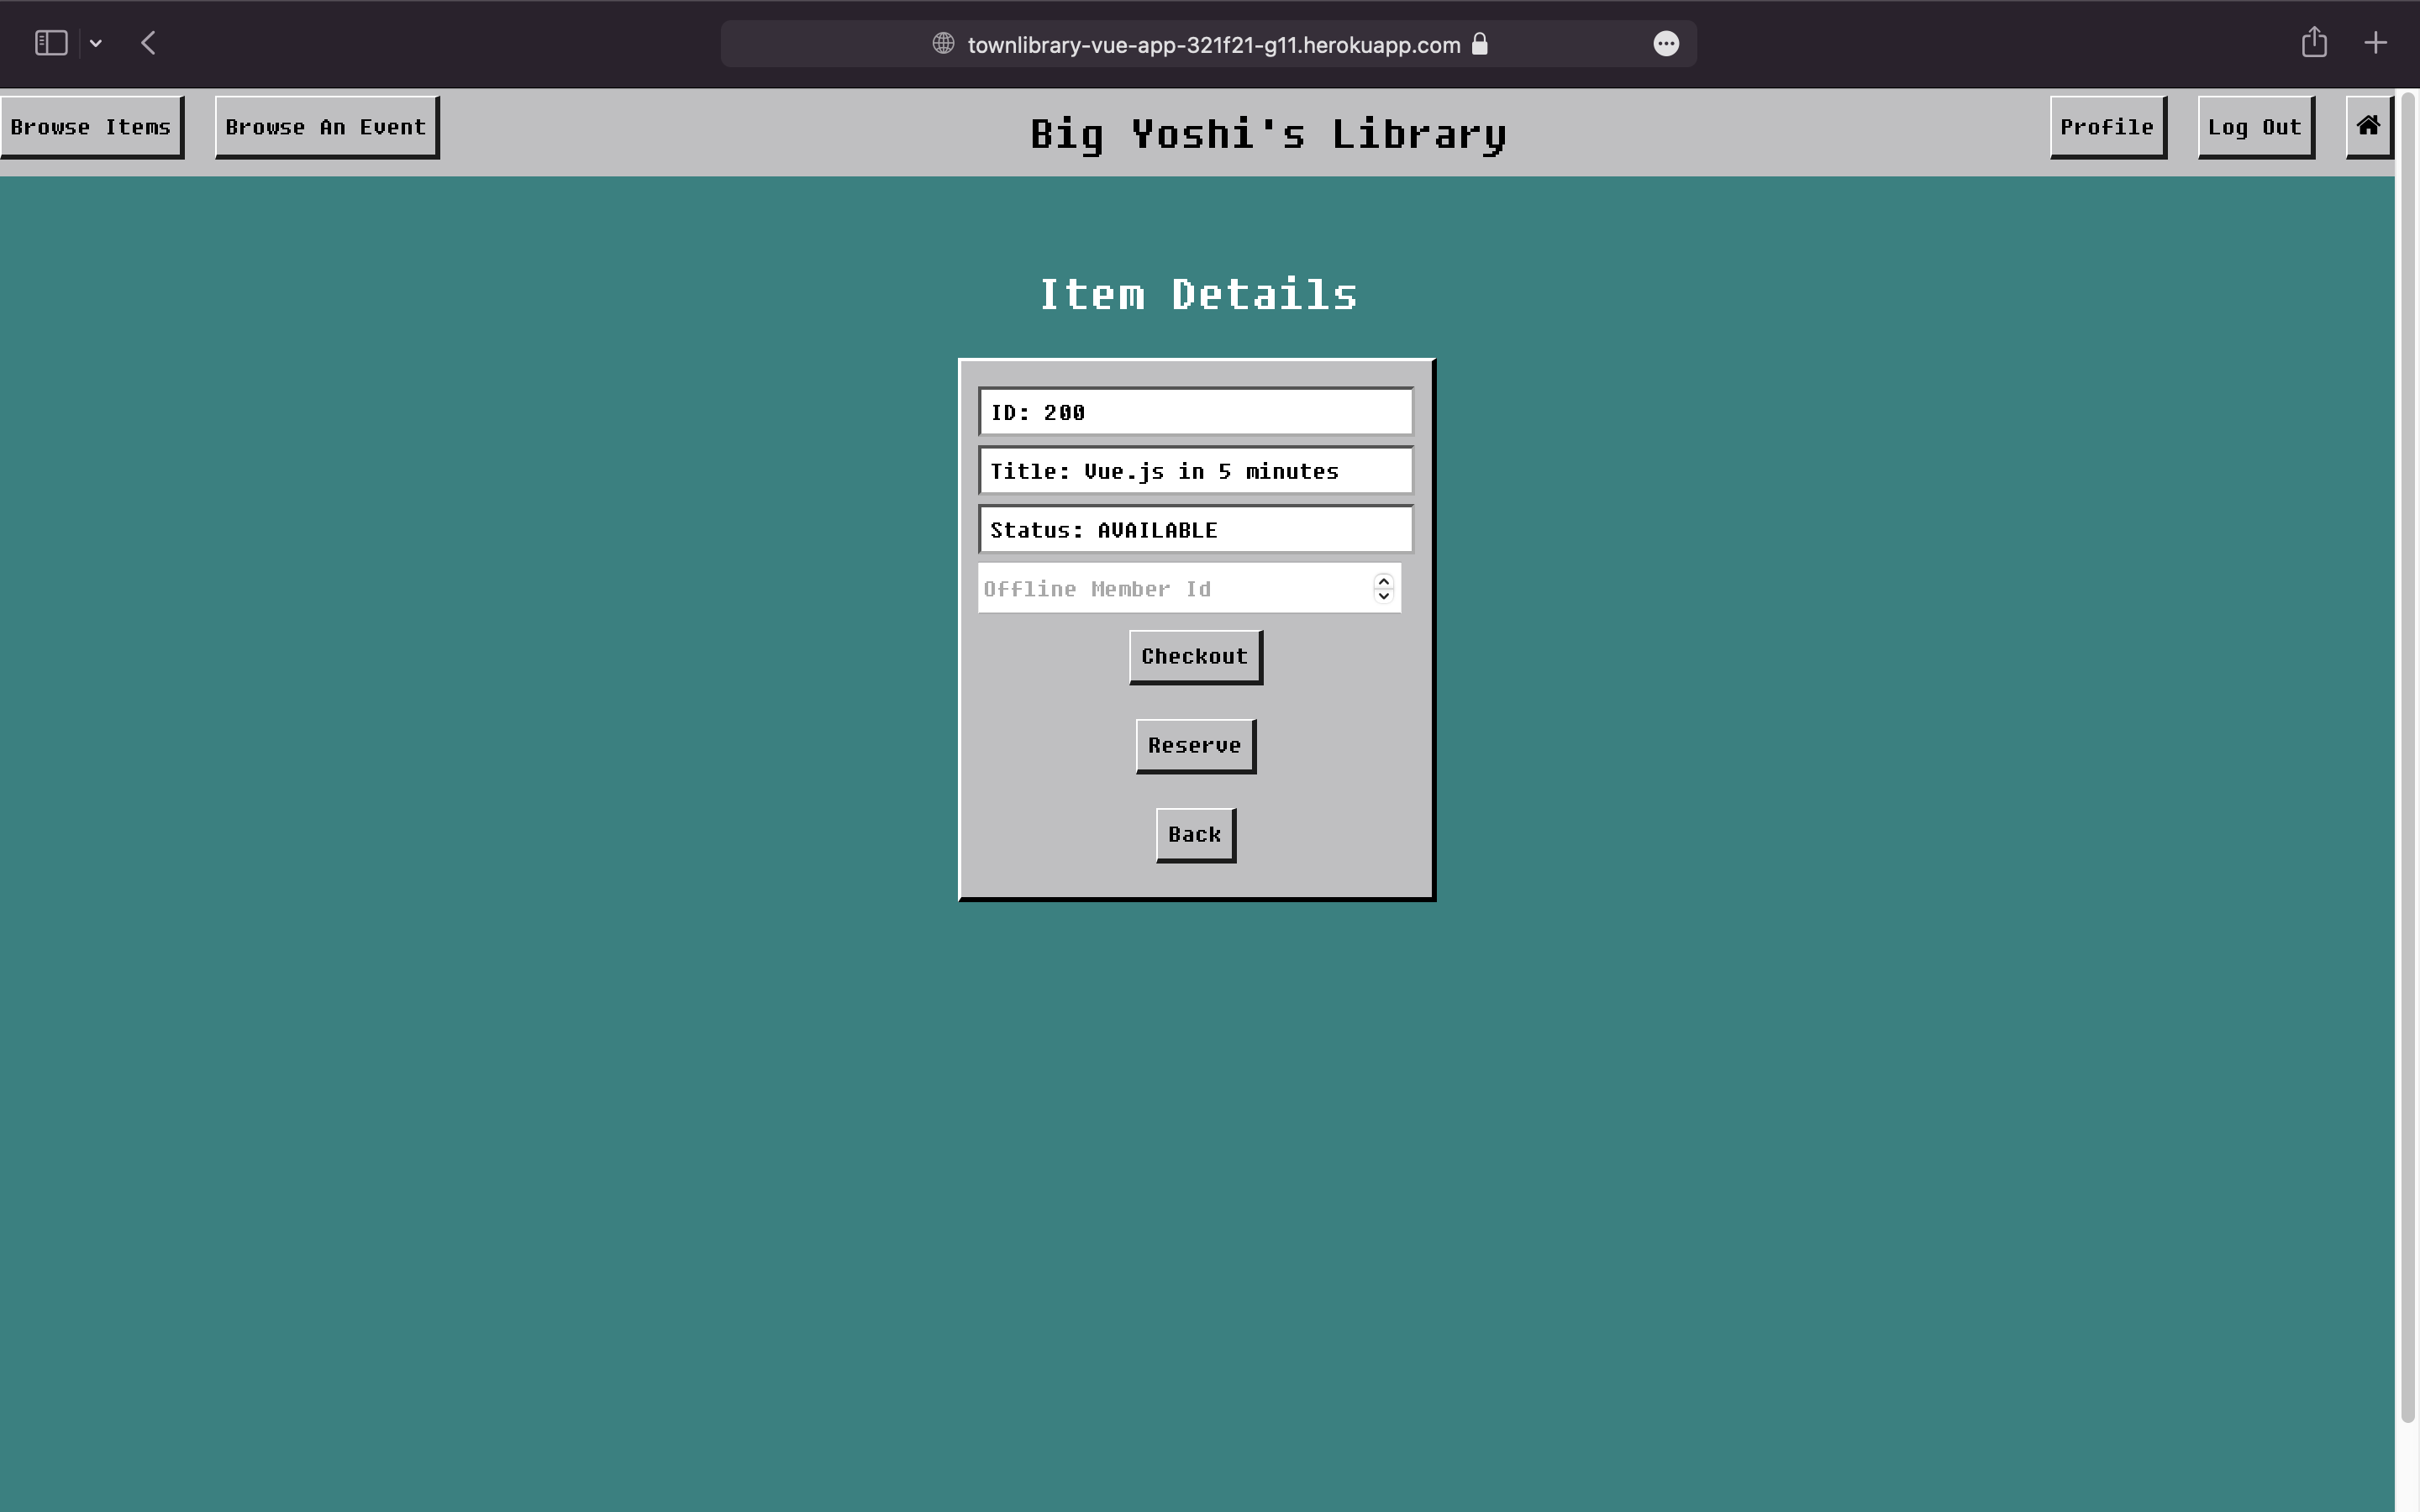 townlibrary-vue-app-321f21-g11.herokuapp.com
Browse Items
Browse An Event
Big Yoshi's Library
Profile
Log Out
Item Details
ID: 200
Title: Vue.js in 5 minutes
Status: AVAILABLE
Offline Member Id
Checkout
Reserve
Back